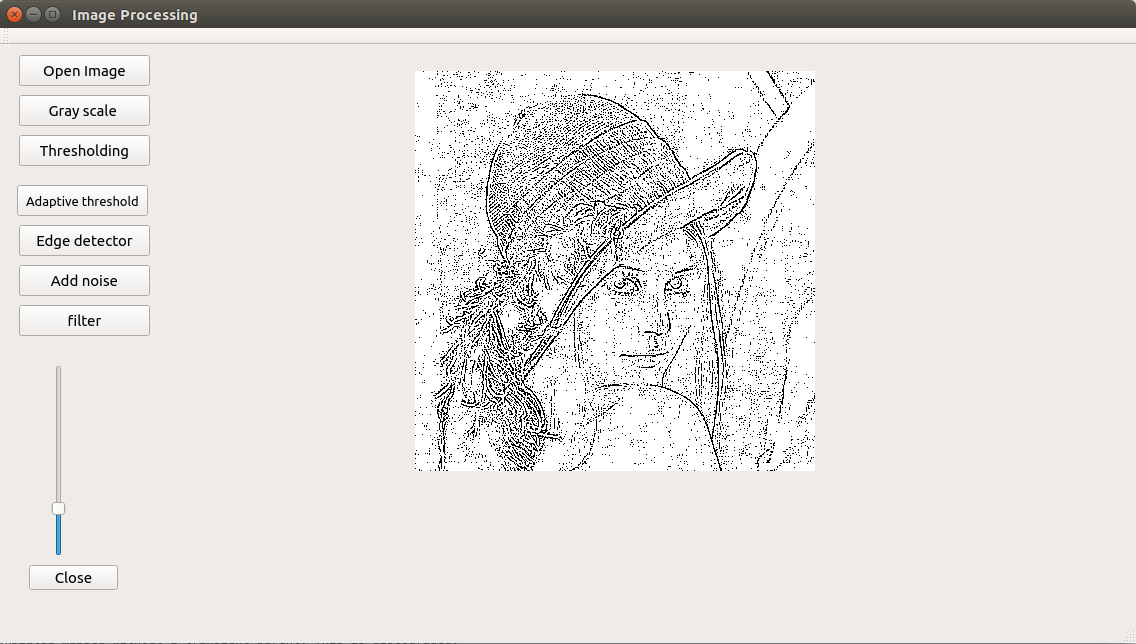 Image Processing
Open Image
Gray scale
Thresholding
Adaptive threshold
Edge detector
Add noise
filter
Close